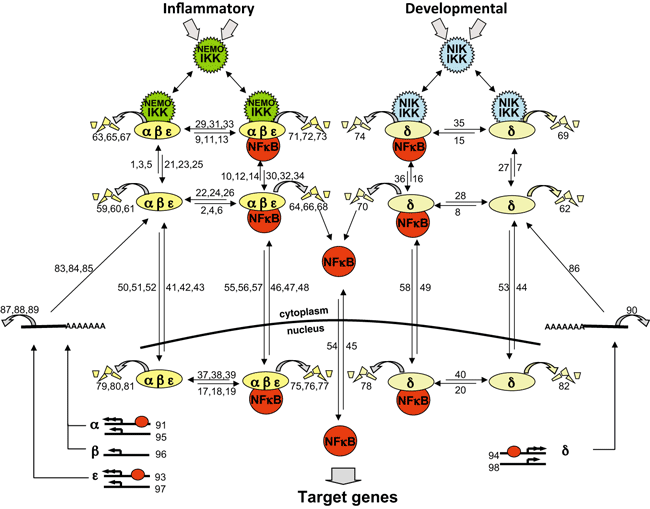 Inflammatory Developmental
NEMO IKK NIK IKK
NEMO IKK NEMO IKK NIK IKK NIK IKK
63,65,67 α β ε 29,31,33 9,11,13 α β ε NFκB 71,72,73 74 δ NFκB 35 15 δ 69
1,3,5 21,23,25 10,12,14 30,32,34 36 16 27 7
59,60,61 α β ε 22,24,26 2,4,6 α β ε NFκB 64,66,68 70 δ NFκB 28 8 δ 62
NFκB
83,84,85 86
50,51,52 41,42,43 55,56,57 46,47,48 58 49 53 44
87,88,89 AAAAAAA cytoplasm AAAAAAA 90
nucleus
54 45
79,80,81 α β ε 37,38,39 17,18,19 α β ε NFκB 75,76,77 78 δ NFκB 40 20 δ 82
α 91
95
β 96
ε 93
97
NFκB
94 δ
98
Target genes